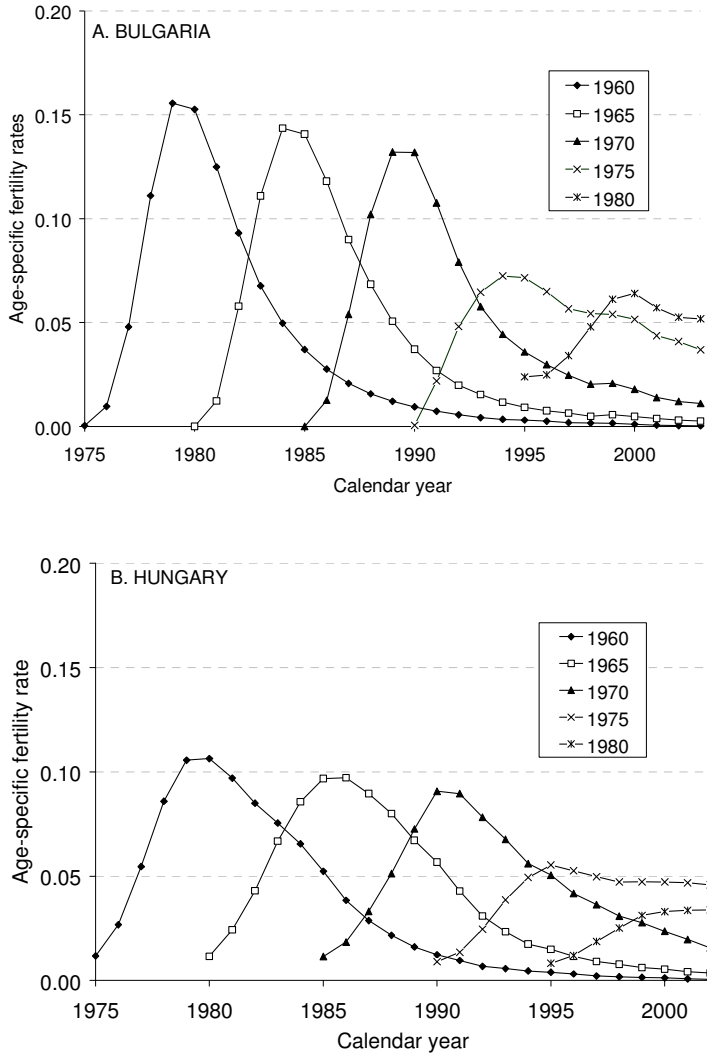 0.20
A. BULGARIA
0.15
0.10
0.05
0.00
Age-specific fertility rates
1960
1965
1970
1975
1980
1975 1980 1985 1990 1995 2000
Calendar year
0.20
B. HUNGARY
0.15
0.10
0.05
0.00
Age-specific fertility rate
1960
1965
1970
1975
1980
1975 1980 1985 1990 1995 2000
Calendar year